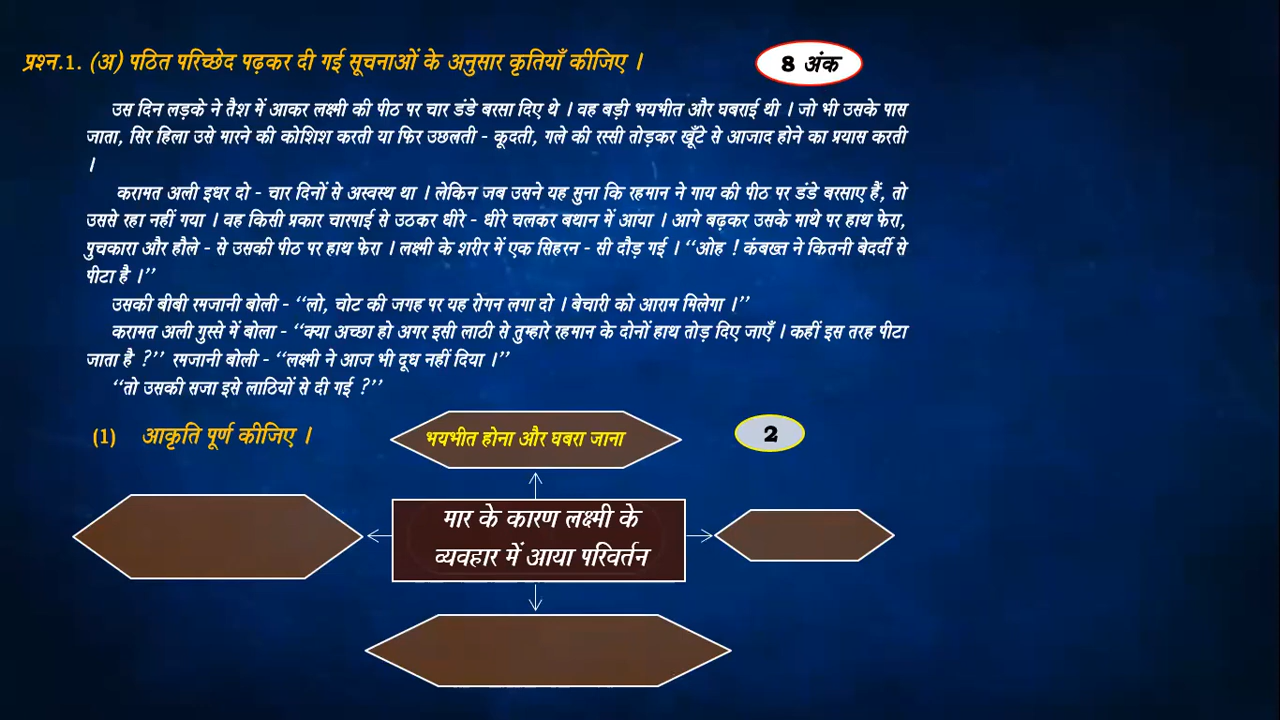 प्रश्न.1. (अ) पठित परिच्छेद पढ़कर दी गई सूचनाओं के अनुसार कृतियाँ कीजिए ।
8 अंक
उस दिन लड़के ने तैश में आकर लक्ष्मी की पीठ पर चार डंडे बरसा दिए थे । वह बड़ी भयभीत और घबराई थी । जो भी उसके पास
जाता, सिर हिला उसे मारने की कोशिश करती या फिर उछलती - कूदती, गले की रस्सी तोड़कर खूँटे से आजाद होने का प्रयास करती
।
करामत अली इधर दो - चार दिनों से अस्वस्थ था । लेकिन जब उसने यह सुना कि रहमान ने गाय की पीठ पर डंडे बरसाए हैं, तो
उससे रहा नहीं गया । वह किसी प्रकार चारपाई से उठकर धीरे - धीरे चलकर बथान में आया । आगे बढ़कर उसके माथे पर हाथ फेरा,
पुचकारा और हौले - से उसकी पीठ पर हाथ फेरा । लक्ष्मी के शरीर में एक सिहरन - सी दौड़ गई । “ओह ! कंबख्त ने कितनी बेदर्दी से
पीटा है ।”
उसकी बीबी रमजानी बोली - “लो, चोट की जगह पर यह रोगन लगा दो । बेचारी को आराम मिलेगा ।”
करामत अली गुस्से में बोला - “क्या अच्छा हो अगर इसी लाठी से तुम्हारे रहमान के दोनों हाथ तोड़ दिए जाएँ । कहीं इस तरह पीटा
जाता है ?” रमजानी बोली - “लक्ष्मी ने आज भी दूध नहीं दिया ।”
“तो उसकी सजा इसे लाठियों से दी गई ?”
(1) आकृति पूर्ण कीजिए ।
2
भयभीत होना और घबरा जाना
मार के कारण लक्ष्मी के
व्यवहार में आया परिवर्तन